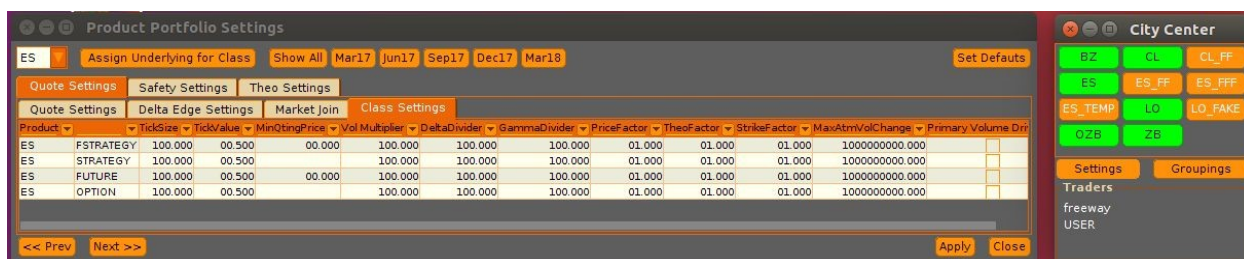 Product Portfolio Settings
ES Assign Underlying for Class Show All Mar17 Jun17 Sep17 Dec17 Mar18 Set Defauts
Quote Settings Safety Settings Theo Settings
Quote Settings Delta Edge Settings Market Join Class Settings
Product TickSize TickValue MinQtingPrice Vol Multiplier DeltaDivider GammaDivider PriceFactor TheoFactor StrikeFactor MaxAtmVolChange Primary Volume Dri
ES FSTRATEGY 100.000 00.500 00.000 100.000 100.000 100.000 01.000 01.000 01.000 1000000000.000
ES STRATEGY 100.000 00.500 100.000 100.000 100.000 01.000 01.000 01.000 1000000000.000
ES FUTURE 100.000 00.500 00.000 100.000 100.000 100.000 01.000 01.000 01.000 1000000000.000
ES OPTION 100.000 00.500 100.000 100.000 100.000 01.000 01.000 01.000 1000000000.000
<< Prev Next >> Apply Close
City Center
BZ CL CL_FF
ES ES_FF ES_FFF
ES_TEMP LO LO_FAKE
OZB ZB
Settings Groupings
Traders
freeway
USER